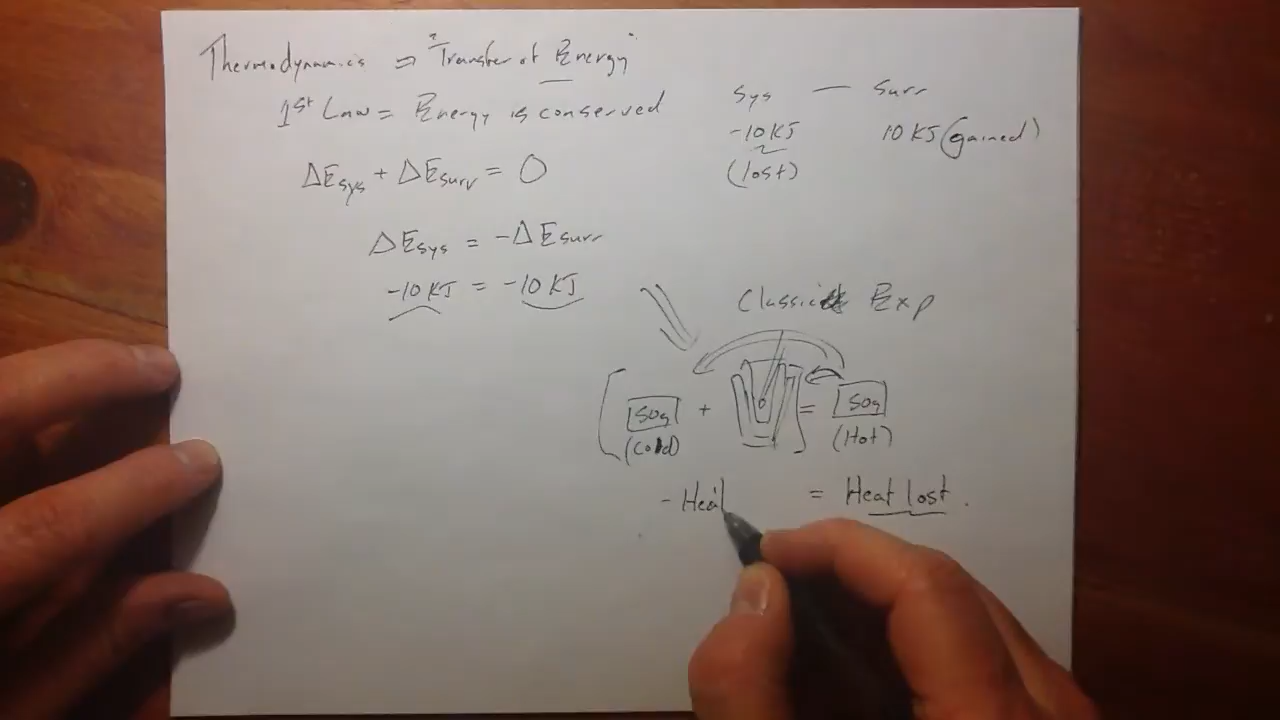 Thermodynamics => "Transfer of Energy"
1st Law = Energy is conserved
ΔEsys + ΔEsurr = 0
ΔEsys = -ΔEsurr
-10 KJ = -10 KJ
sys — surr
-10 KJ 10 KJ (gained)
(lost)
Exp
50g + = 50g
(Cold) (Hot)
- Heat = Heat lost.